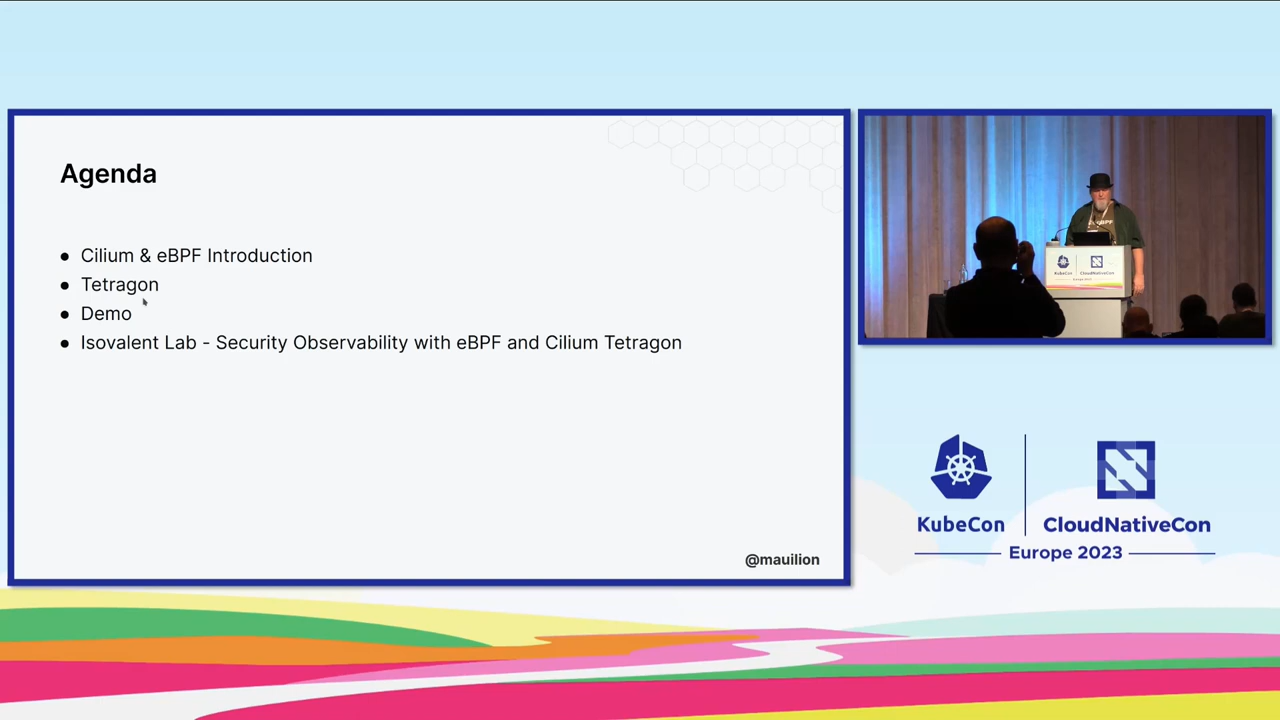 Agenda
● Cilium & eBPF Introduction
● Tetragon
● Demo
● Isovalent Lab - Security Observability with eBPF and Cilium Tetragon
@mauilion
eBPF
KubeCon
CloudNativeCon
Europe 2023